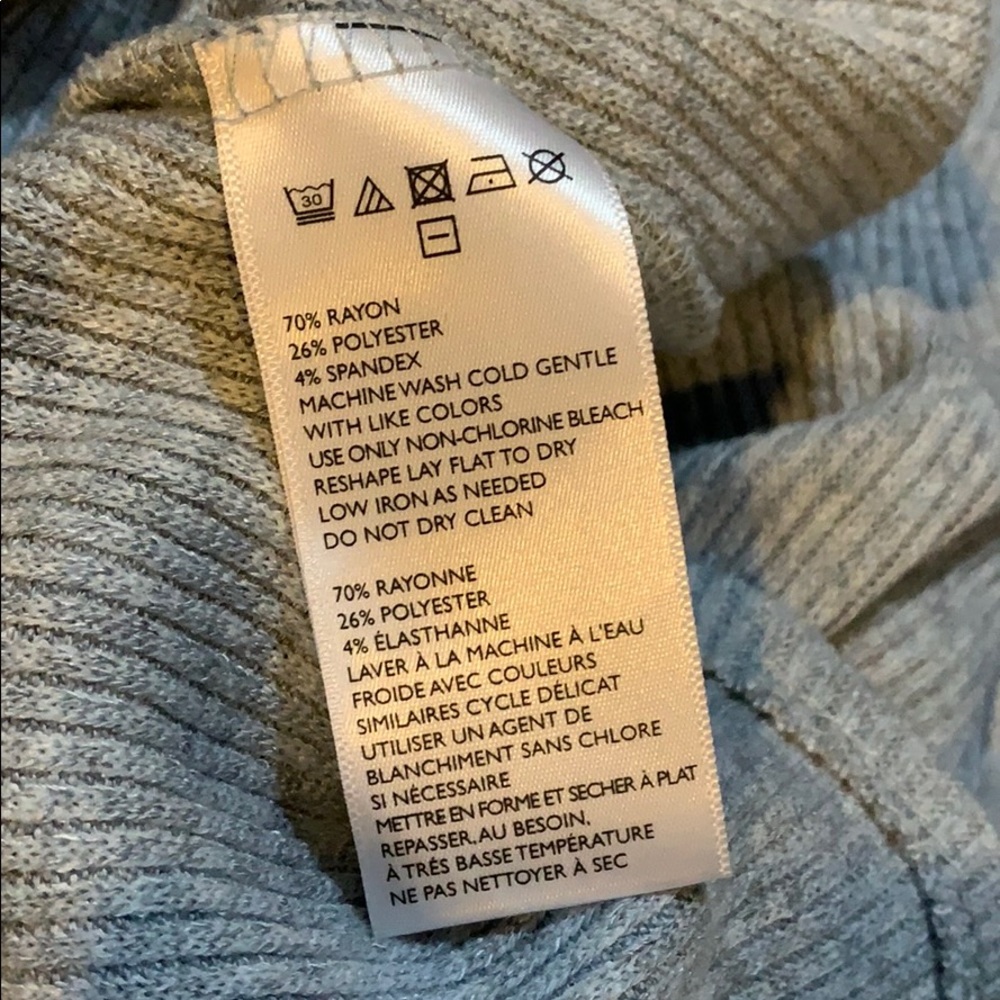 30
70% RAYON
26% POLYESTER
4% SPANDEX
MACHINE WASH COLD GENTLE
WITH LIKE COLORS
USE ONLY NON-CHLORINE BLEACH
RESHAPE LAY FLAT TO DRY
LOW IRON AS NEEDED
DO NOT DRY CLEAN
70% RAYONNE
26% POLYESTER
4% ÉLASTHANNE
LAVER À LA MACHINE À L'EAU
FROIDE AVEC COULEURS
SIMILAIRES CYCLE DÉLICAT
UTILISER UN AGENT DE
BLANCHIMENT SANS CHLORE
SI NÉCESSAIRE
METTRE EN FORME ET SECHER À PLAT
REPASSER, AU BESOIN,
À TRÉS BASSE TEMPÉRATURE
NE PAS NETTOYER À SEC